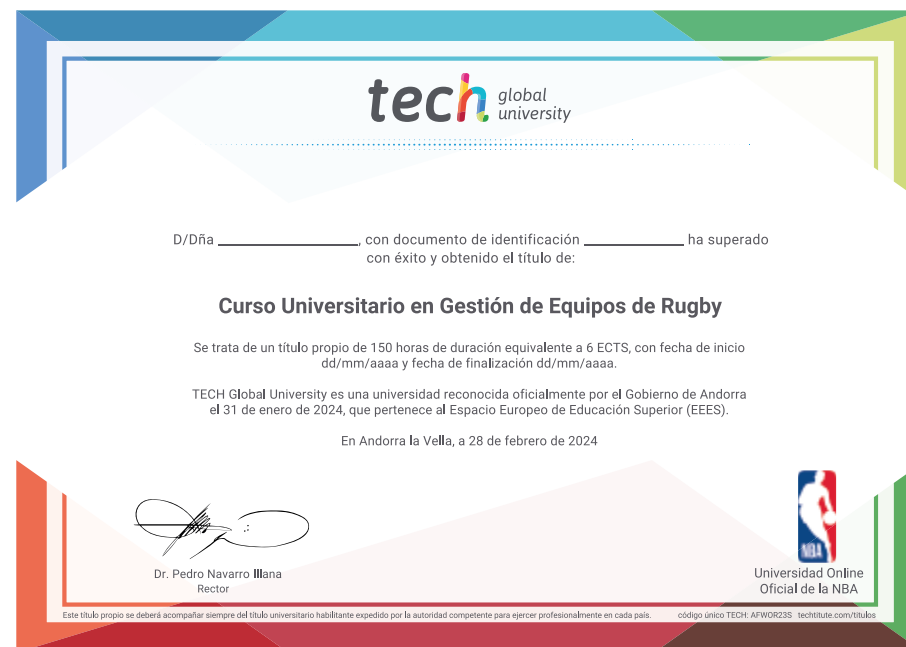 tech global university
D/Dña ____________, con documento de identificación ____________ ha superado
con éxito y obtenido el título de:
Curso Universitario en Gestión de Equipos de Rugby
Se trata de un título propio de 150 horas de duración equivalente a 6 ECTS, con fecha de inicio
dd/mm/aaaa y fecha de finalización dd/mm/aaaa.
TECH Global University es una universidad reconocida oficialmente por el Gobierno de Andorra
el 31 de enero de 2024, que pertenece al Espacio Europeo de Educación Superior (EEES).
En Andorra la Vella, a 28 de febrero de 2024
Dr. Pedro Navarro Illana
Rector
NBA
Universidad Online
Oficial de la NBA
Este título propio se deberá acompañar siempre del título universitario habilitante expedido por la autoridad competente para ejercer profesionalmente en cada país.
código único TECH: AFWOR23S techtitute.com/titulos